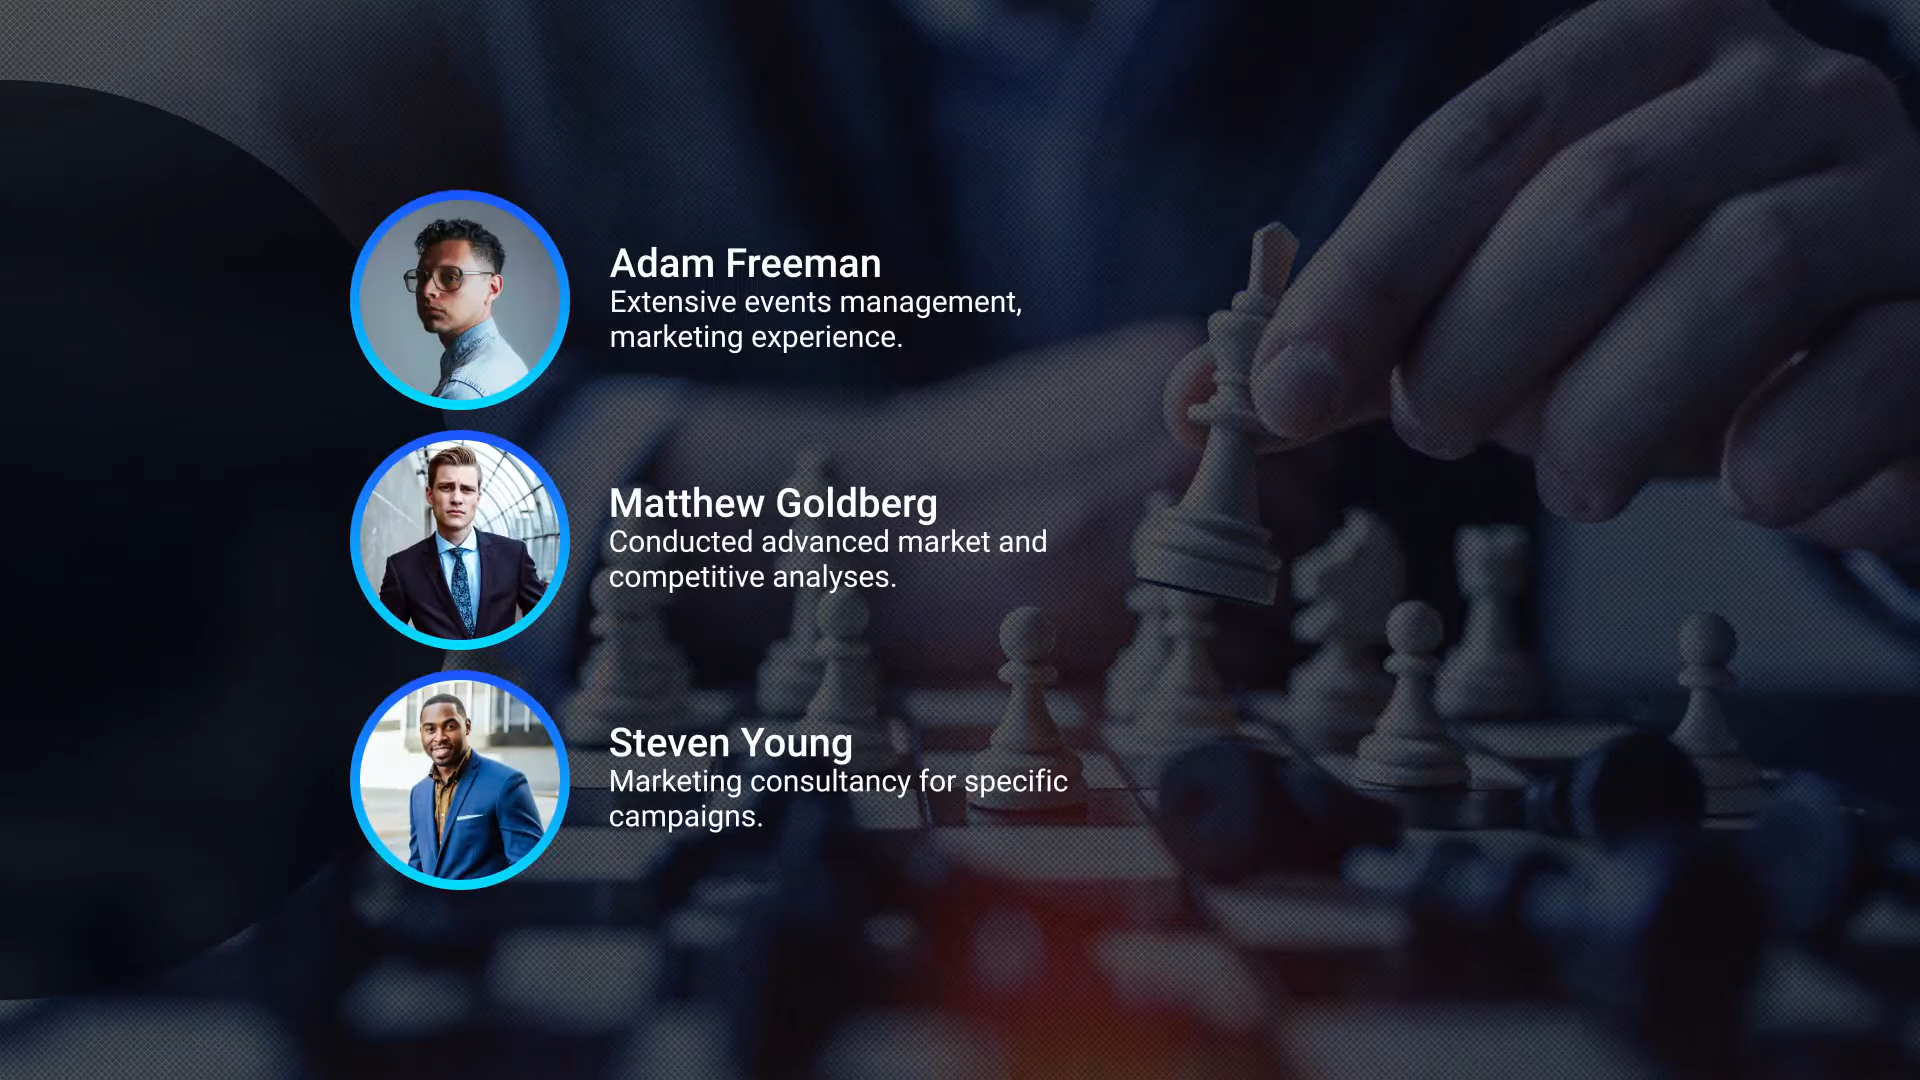 Adam Freeman
Extensive events management,
marketing experience.
Matthew Goldberg
Conducted advanced market and
competitive analyses.
Steven Young
Marketing consultancy for specific
campaigns.